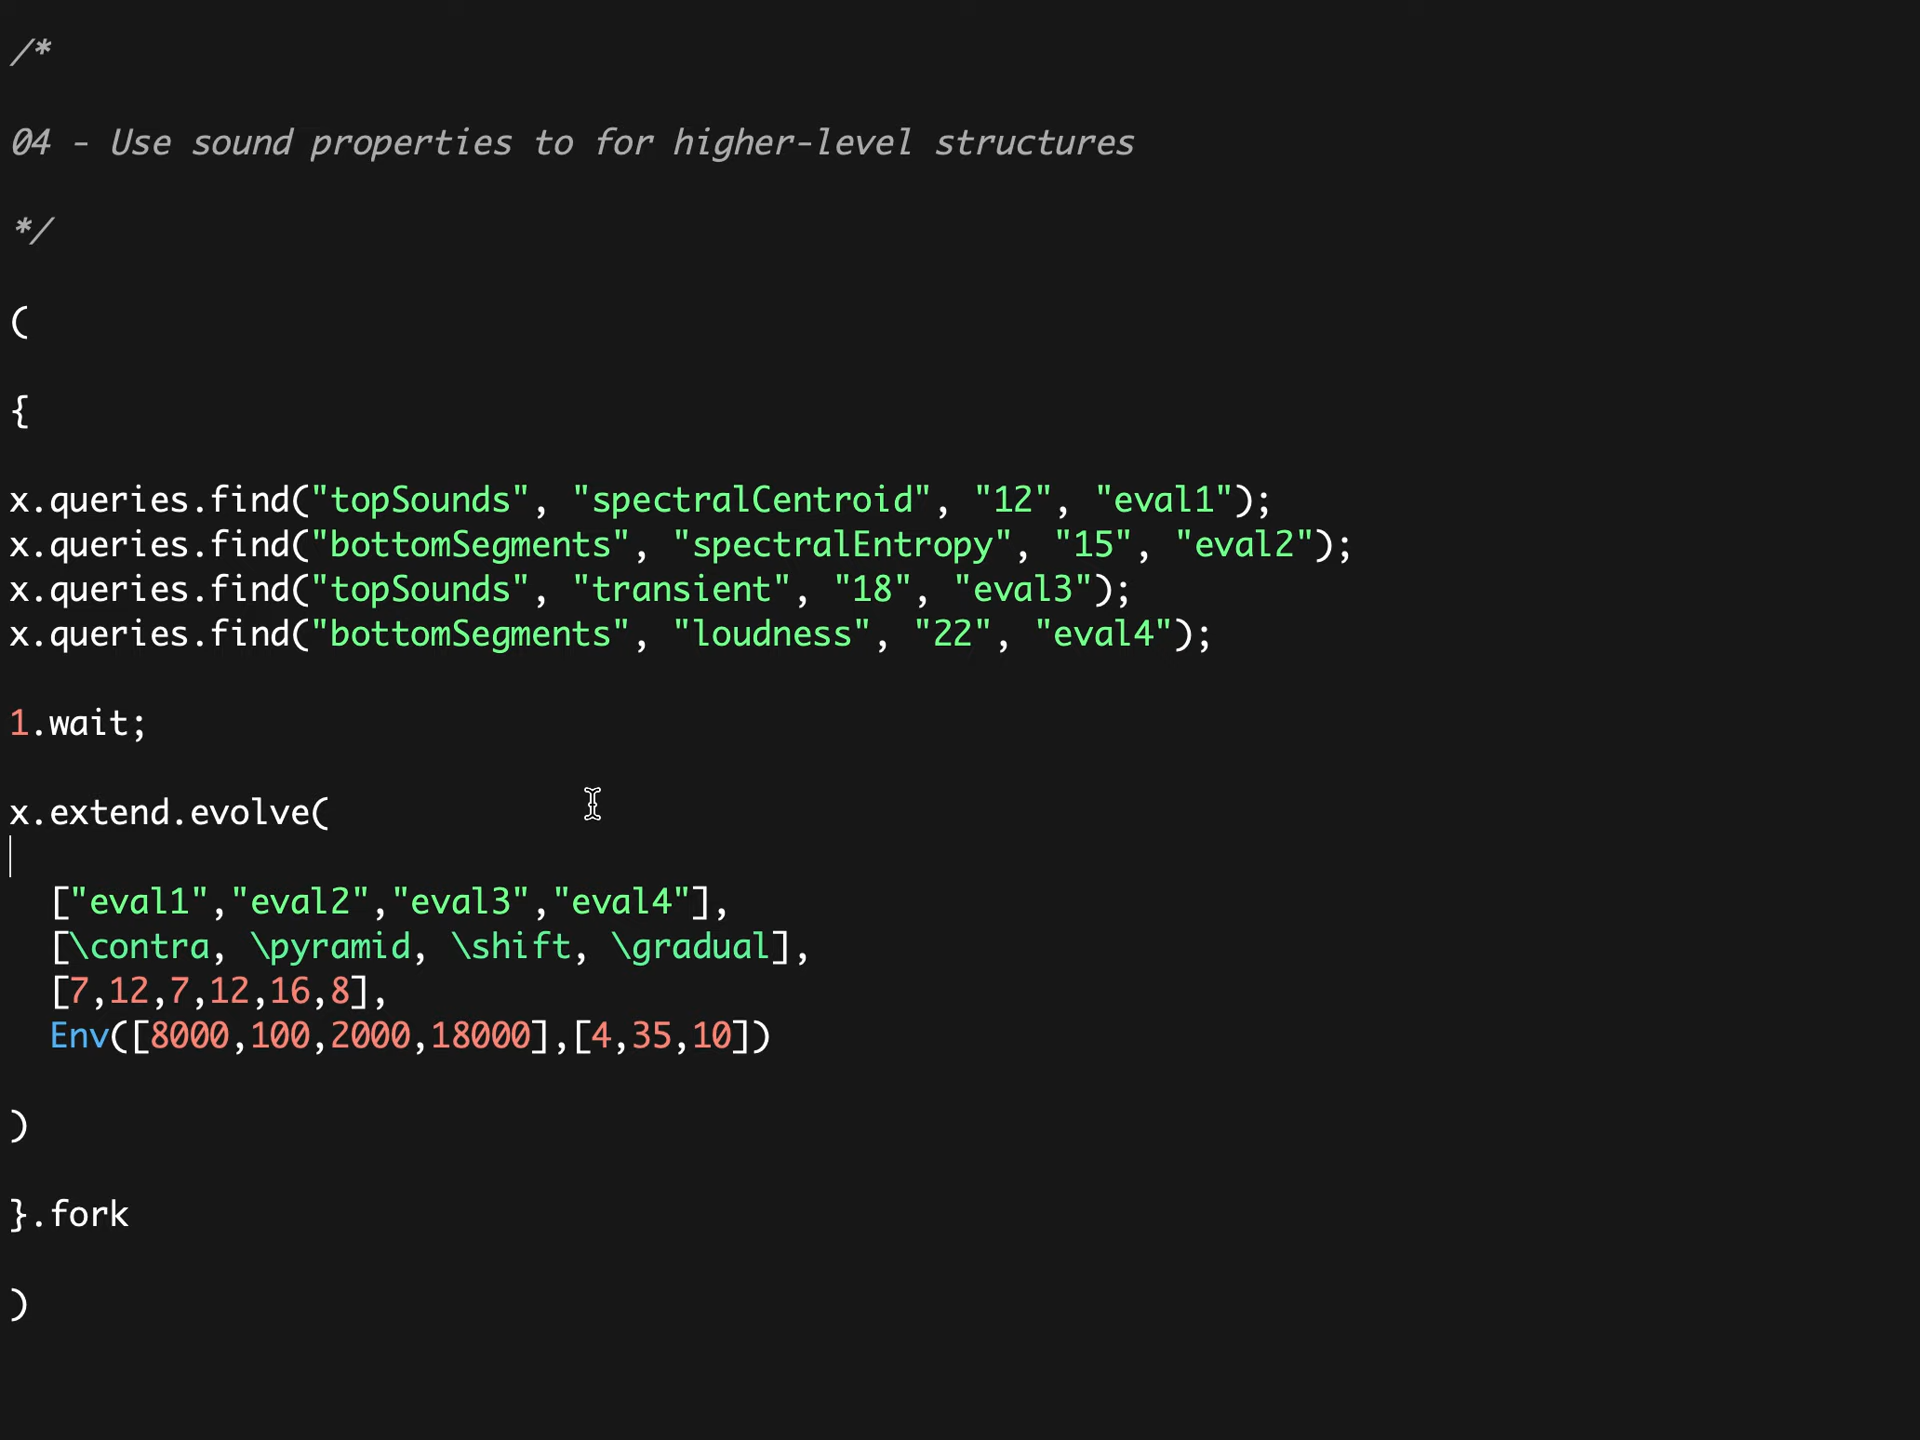 /*
04 - Use sound properties to for higher-level structures
*/
(
{
x.queries.find("topSounds", "spectralCentroid", "12", "eval1");
x.queries.find("bottomSegments", "spectralEntropy", "15", "eval2");
x.queries.find("topSounds", "transient", "18", "eval3");
x.queries.find("bottomSegments", "loudness", "22", "eval4");
1.wait;
x.extend.evolve(
["eval1","eval2","eval3","eval4"],
[\contra, \pyramid, \shift, \gradual],
[7,12,7,12,16,8],
Env([8000,100,2000,18000],[4,35,10])
)
}.fork
)